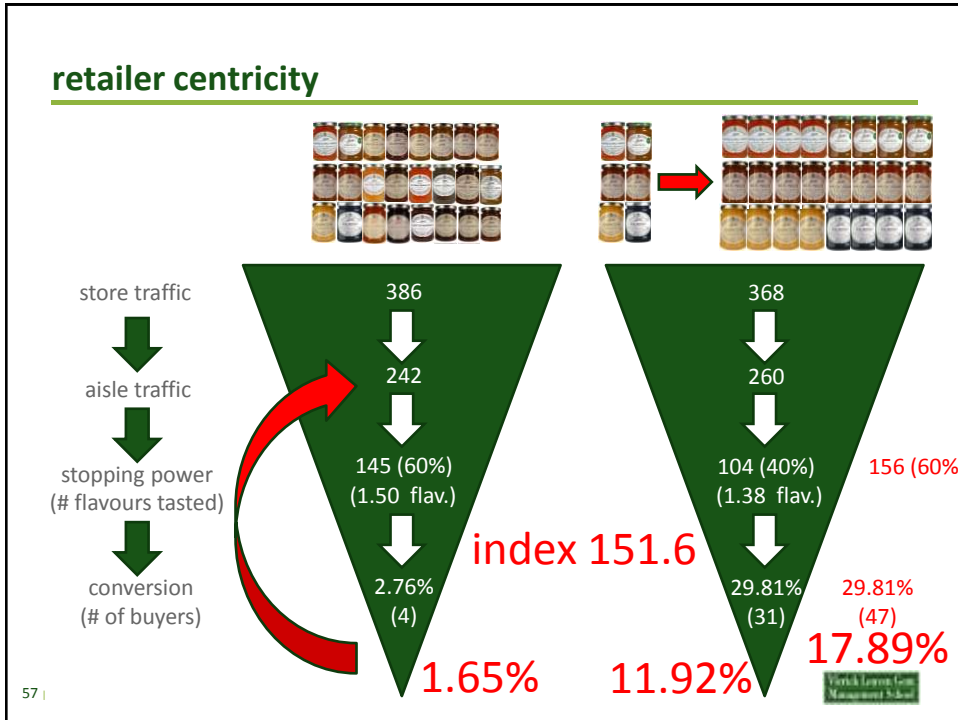 retailer centricity
store traffic
386
368
aisle traffic
242
260
stopping power
(# flavours tasted)
145 (60%)
(1.50 flav.)
104 (40%)
(1.38 flav.)
156 (60%
index 151.6
conversion
(# of buyers)
2.76%
(4)
29.81%
(31)
29.81%
(47)
1.65%
11.92%
17.89%
57 |
Management School